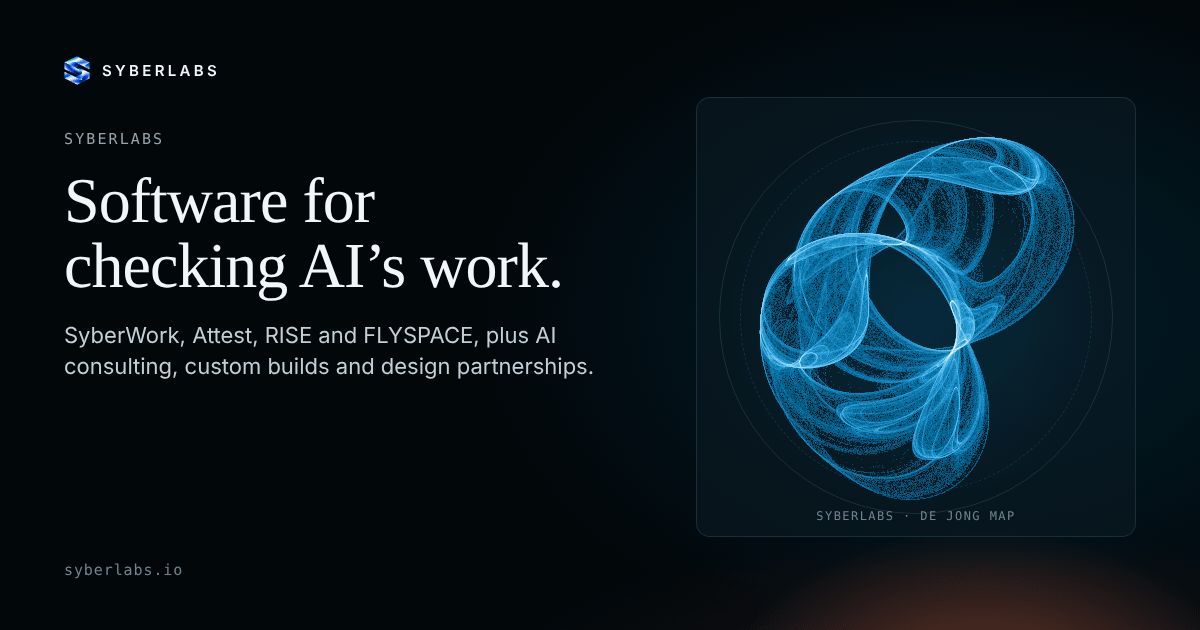 SYBERLABS
SYBERLABS
Software for
checking AI’s work.
SyberWork, Attest, RISE and FLYSPACE, plus AI
consulting, custom builds and design partnerships.
SYBERLABS · DE JONG MAP
syberlabs.io